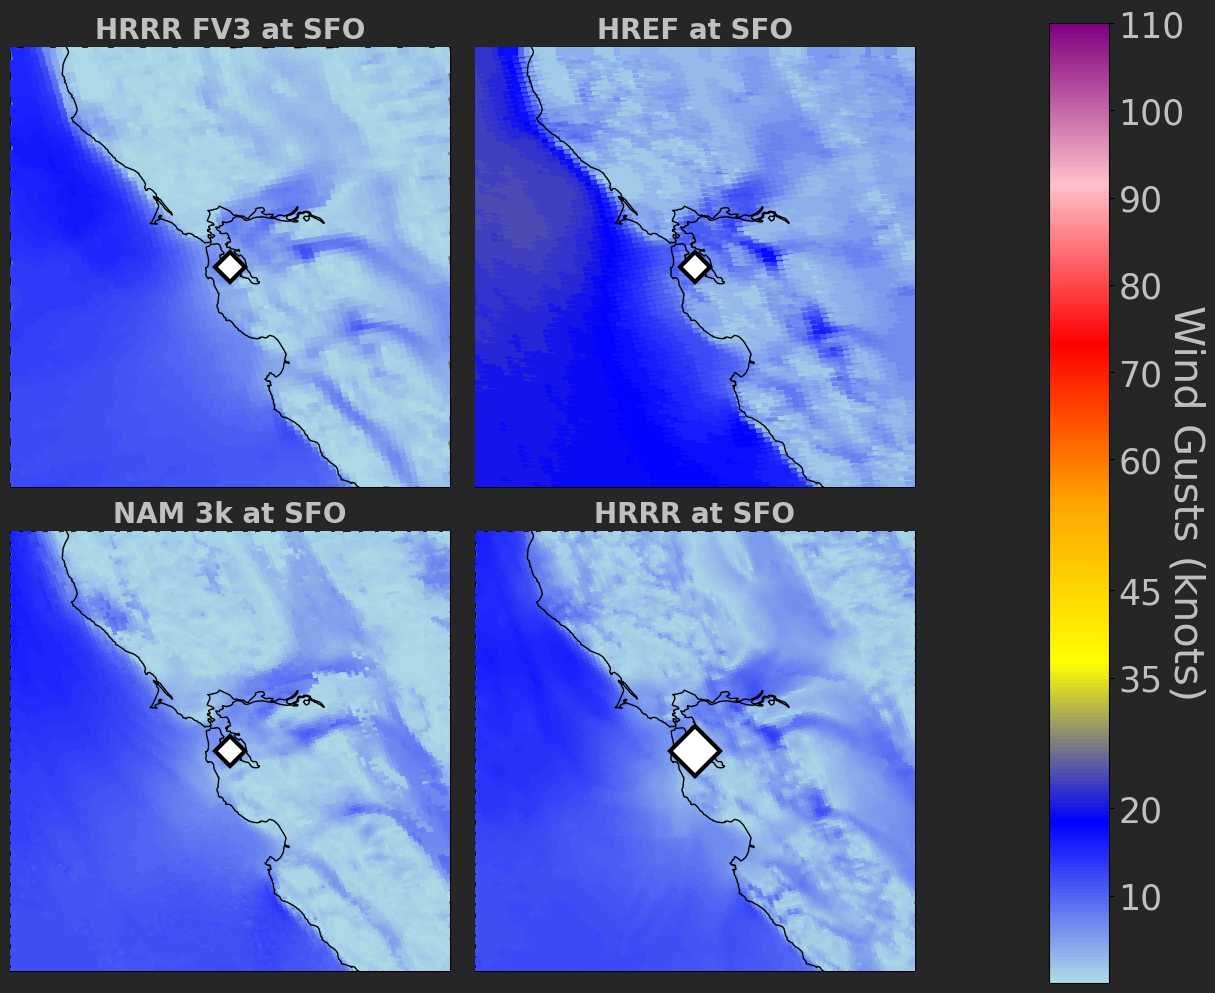 HRRR FV3 at SFO
HREF at SFO
NAM 3k at SFO
HRRR at SFO
110
100
90
80
70
60
45
35
20
10
Wind Gusts (knots)